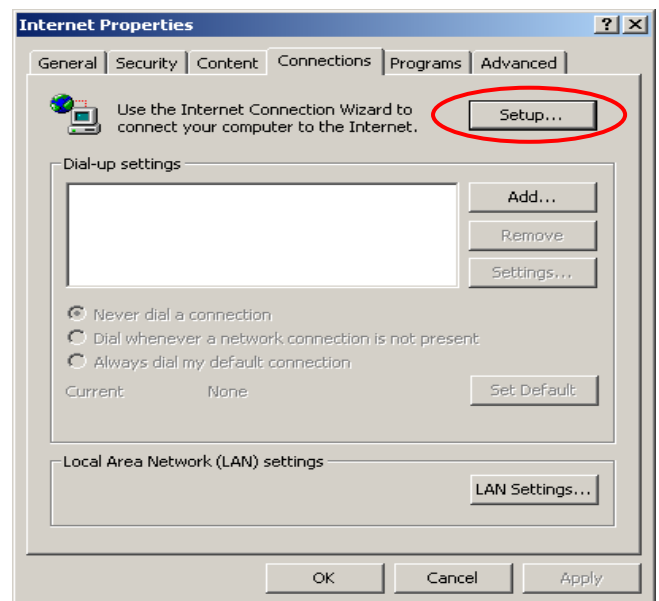 Internet Properties
? X
General Security Content Connections Programs Advanced
Use the Internet Connection Wizard to
connect your computer to the Internet.
Setup...
Dial-up settings
Add...
Remove
Settings...
Never dial a connection
Dial whenever a network connection is not present
Always dial my default connection
Current None
Set Default
Local Area Network (LAN) settings
LAN Settings...
OK Cancel Apply